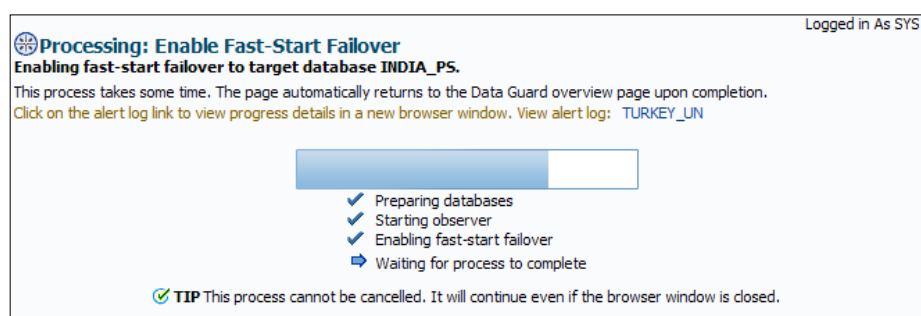 Logged in As SYS
Processing: Enable Fast-Start Failover
Enabling fast-start failover to target database INDIA_PS.
This process takes some time. The page automatically returns to the Data Guard overview page upon completion.
Click on the alert log link to view progress details in a new browser window. View alert log: TURKEY_UN
Preparing databases
Starting observer
Enabling fast-start failover
Waiting for process to complete
TIP This process cannot be cancelled. It will continue even if the browser window is closed.